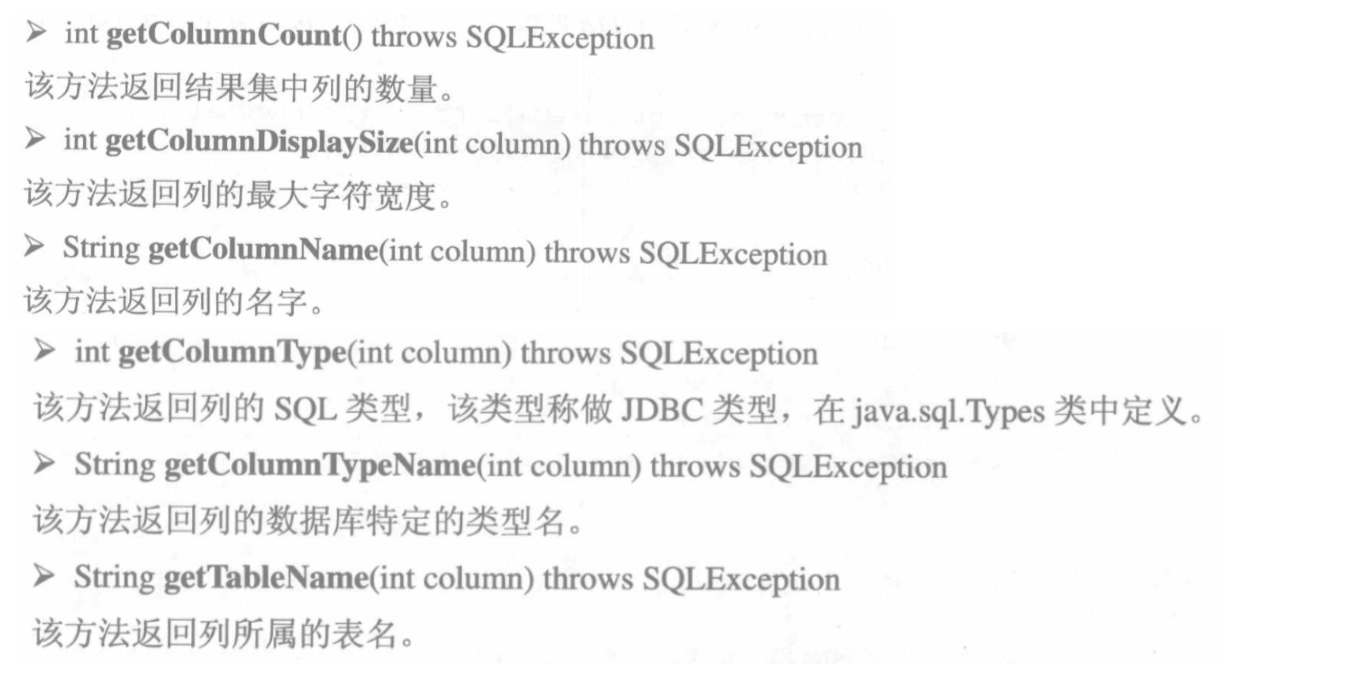 ➢ int getColumnCount() throws SQLException
该方法返回结果集中列的数量。
➢ int getColumnDisplaySize(int column) throws SQLException
该方法返回列的最大字符宽度。
➢ String getColumnName(int column) throws SQLException
该方法返回列的名字。
➢ int getColumnType(int column) throws SQLException
该方法返回列的 SQL 类型，该类型称做 JDBC 类型，在 java.sql.Types 类中定义。
➢ String getColumnTypeName(int column) throws SQLException
该方法返回列的数据库特定的类型名。
➢ String getTableName(int column) throws SQLException
该方法返回列所属的表名。